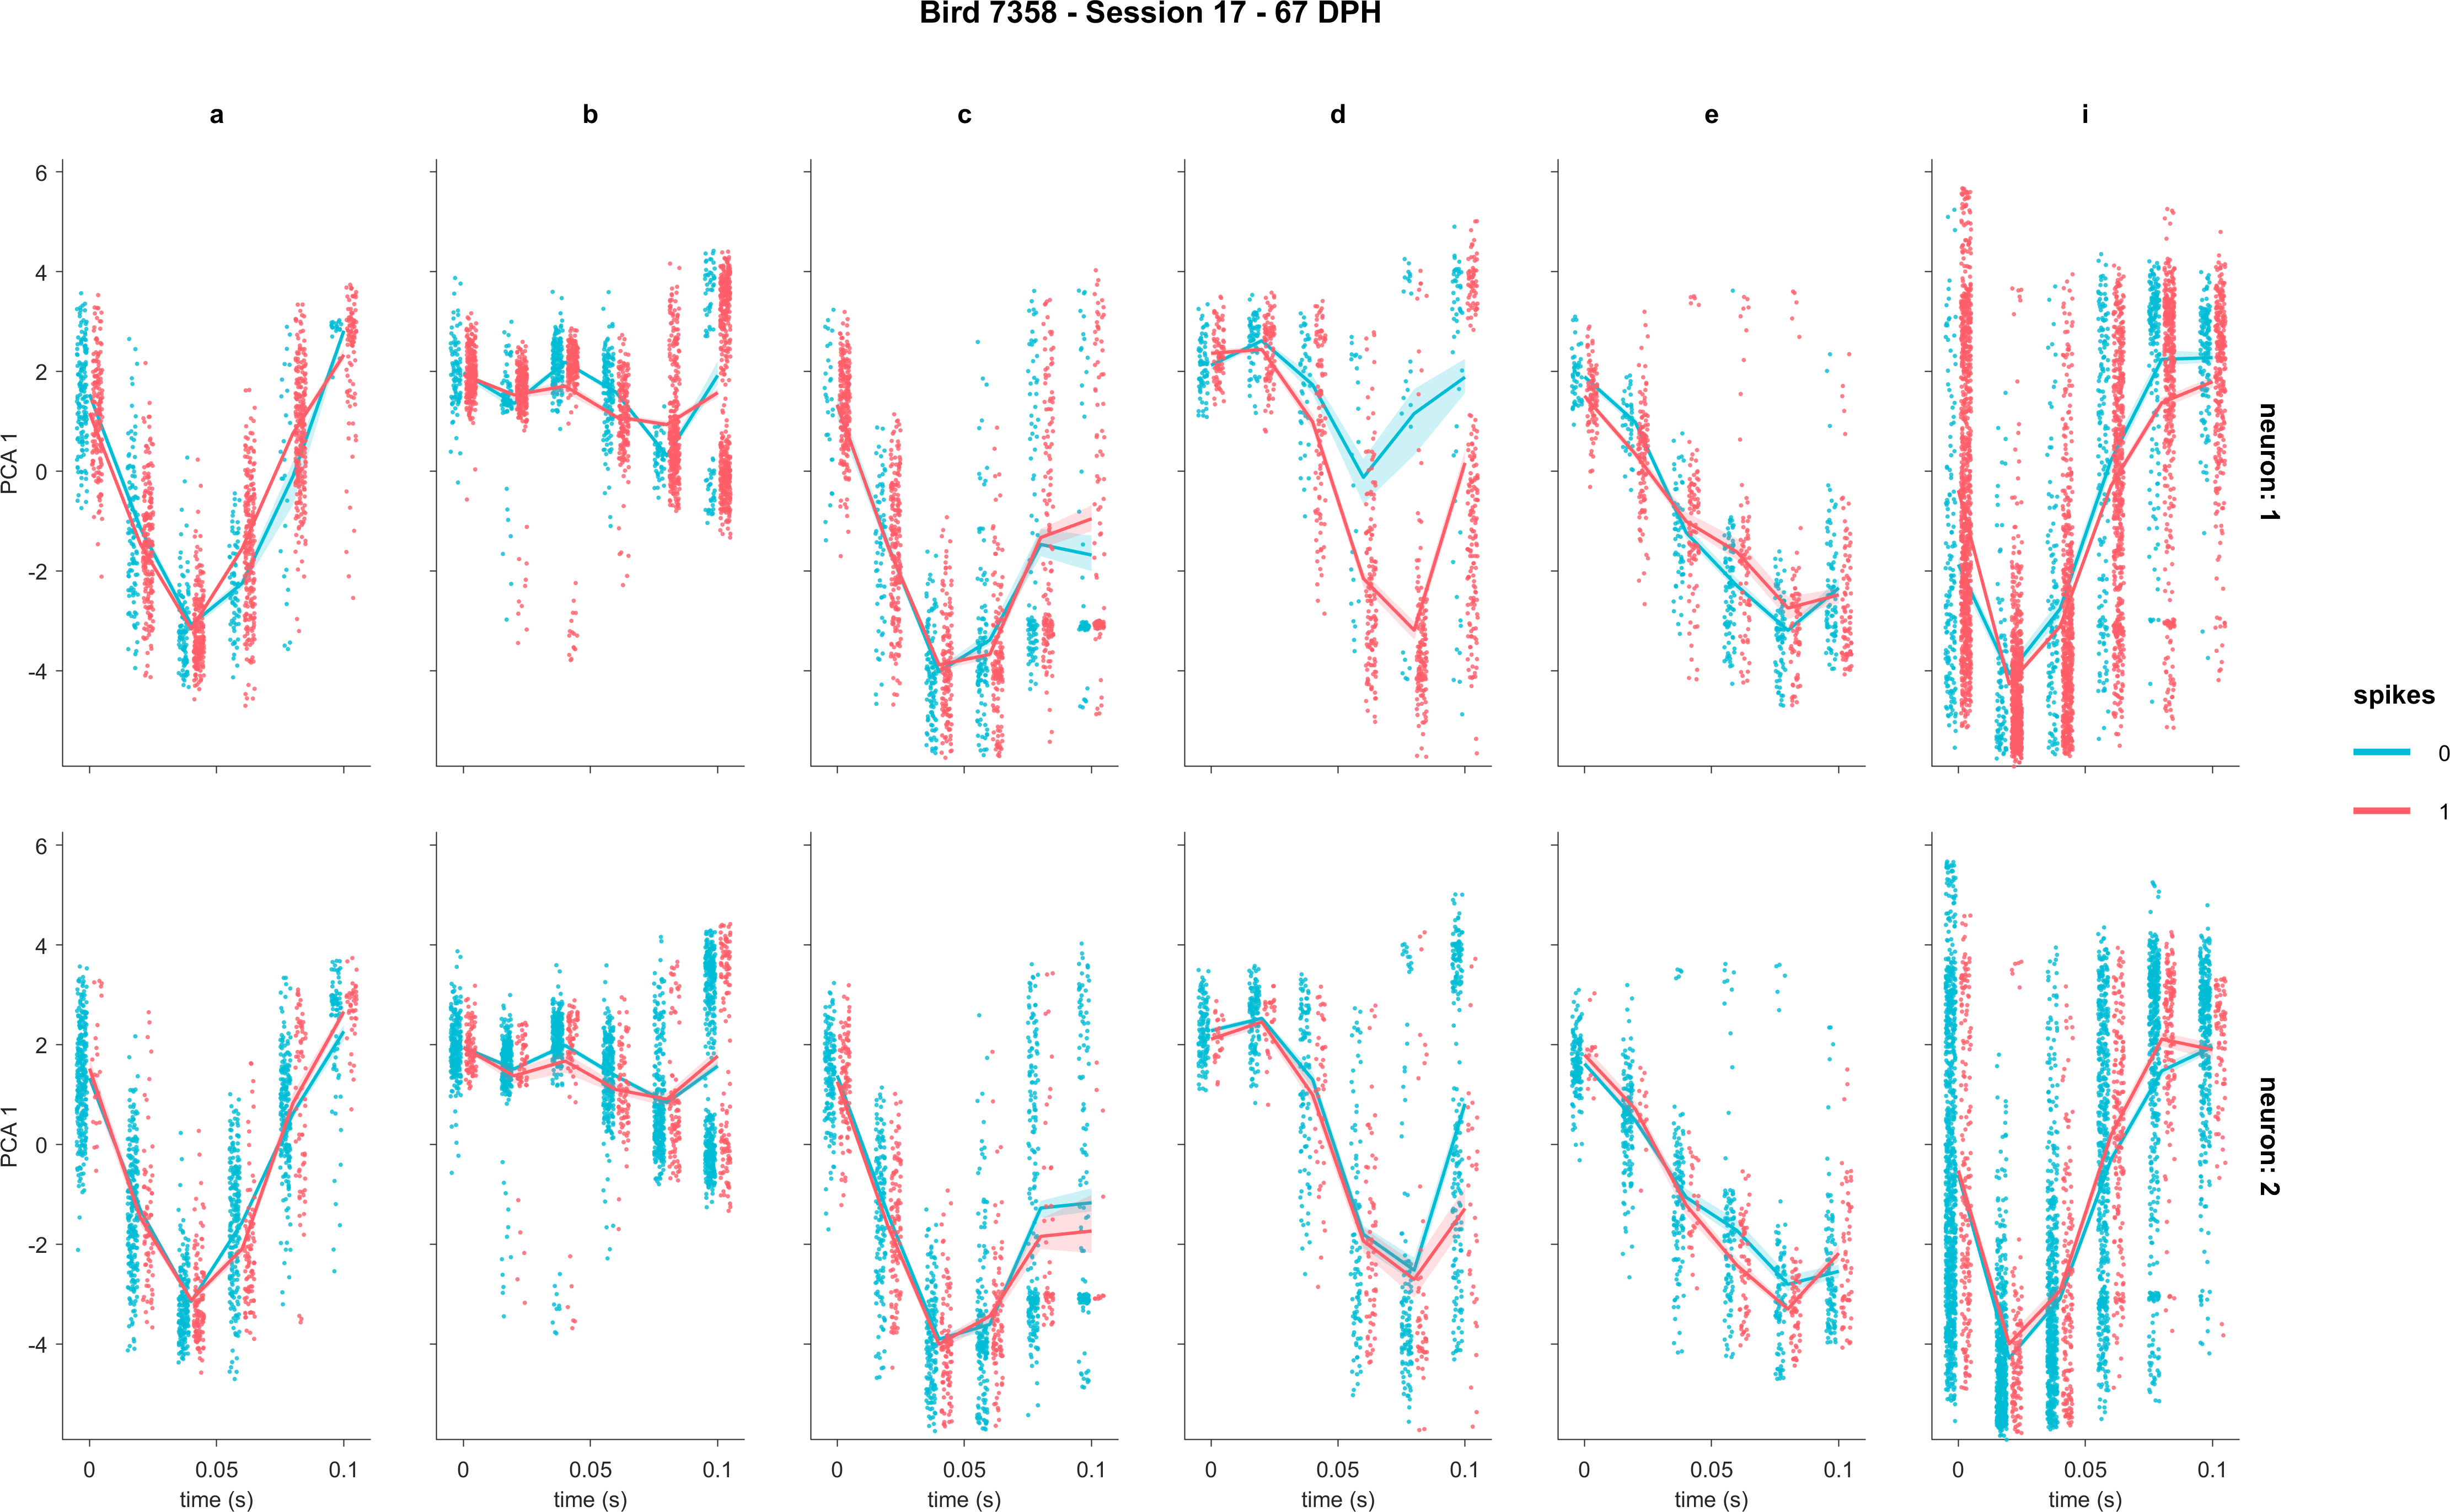 Bird 7358 - Session 17 - 67 DPH
a b c d e i
6
4
2
0
-2
-4
PCA 1
neuron: 1
spikes
0
1
6
4
2
0
-2
-4
PCA 1
neuron: 2
0 0.05 0.1 0 0.05 0.1 0 0.05 0.1 0 0.05 0.1 0 0.05 0.1 0 0.05 0.1
time (s) time (s) time (s) time (s) time (s) time (s)